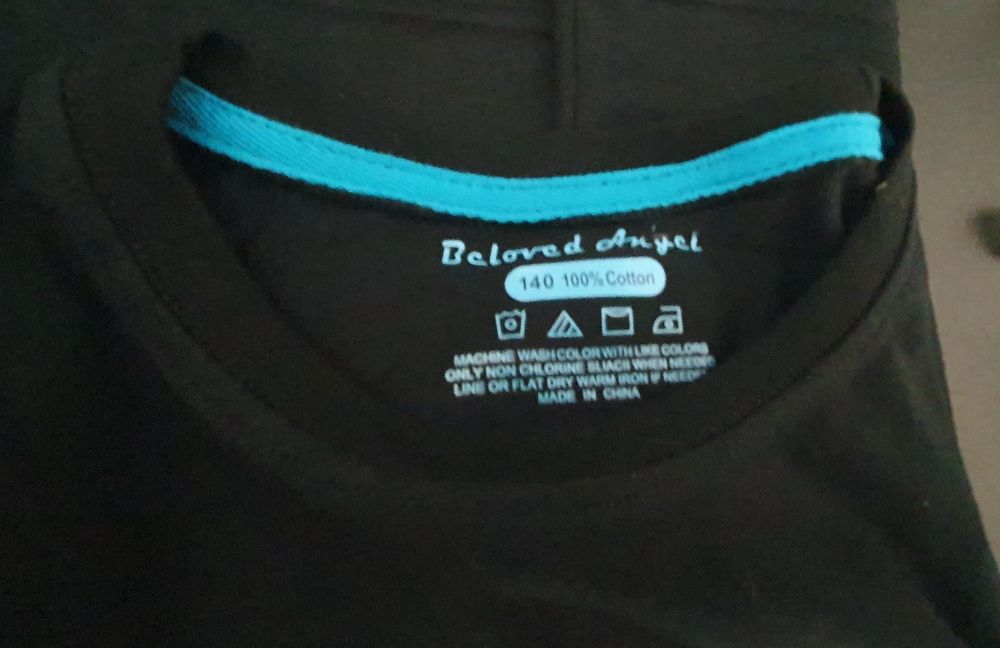 Beloved Angel
140 100% Cotton
MACHINE WASH COLOR WITH LIKE COLORS
ONLY NON CHLORINE BLIACS WHEN NEEDED
LINE OR FLAT DRY WARM IRON IF NEEDED
MADE IN CHINA